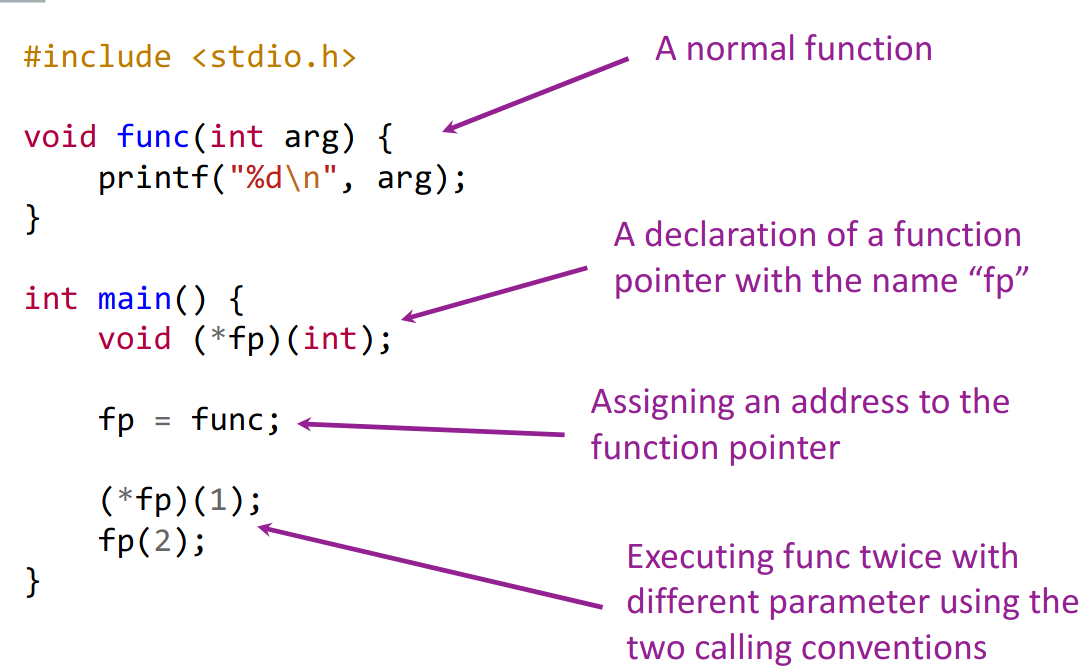 #include <stdio.h>
A normal function
void func(int arg) {
    printf("%d\n", arg);
}
A declaration of a function
pointer with the name “fp”
int main() {
    void (*fp)(int);
Assigning an address to the
function pointer
    fp = func;
    (*fp)(1);
    fp(2);
}
Executing func twice with
different parameter using the
two calling conventions